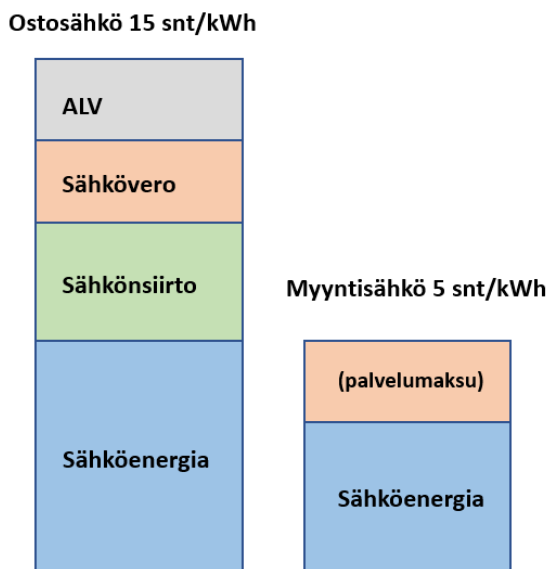 Ostosähkö 15 snt/kWh
ALV
Sähkövero
Sähkönsiirto
Sähköenergia
Myyntisähkö 5 snt/kWh
(palvelumaksu)
Sähköenergia